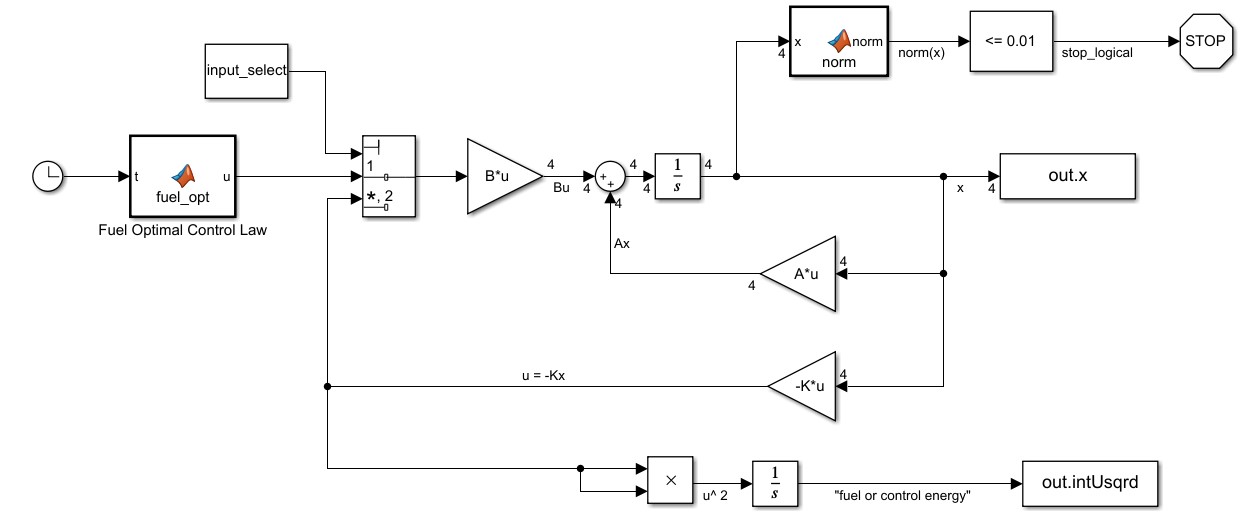 x
norm
norm
4
norm(x)
<= 0.01
stop_logical
STOP
input_select
t
u
fuel_opt
Fuel Optimal Control Law
1
*, 2
B*u
4
Bu
4
+
+
4
4
4
1
s
4
x
4
out.x
Ax
4
A*u
4
u = -Kx
-K*u
4
×
u^ 2
1
s
"fuel or control energy"
out.intUsqrd